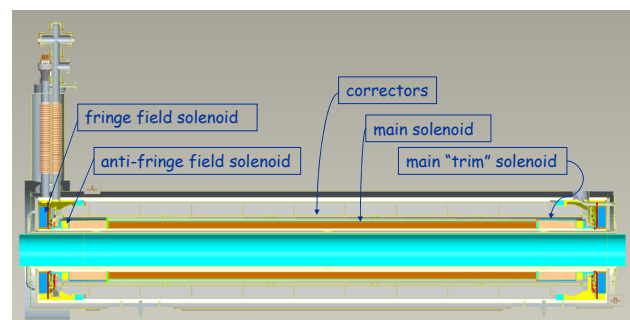 correctors
fringe field solenoid
main solenoid
anti-fringe field solenoid
main "trim" solenoid
-A-
-B-